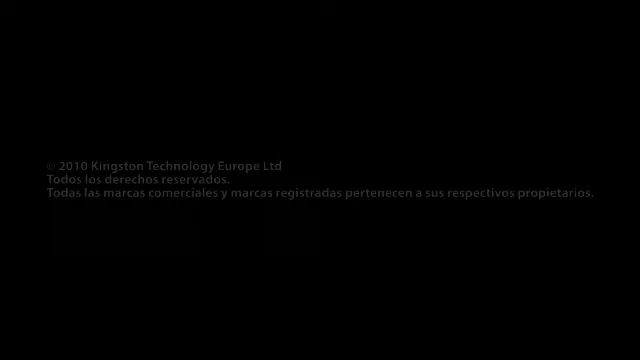 © 2010 Kingston Technology Europe Ltd
Todos los derechos reservados.
Todas las marcas comerciales y marcas registradas pertenecen a sus respectivos propietarios.